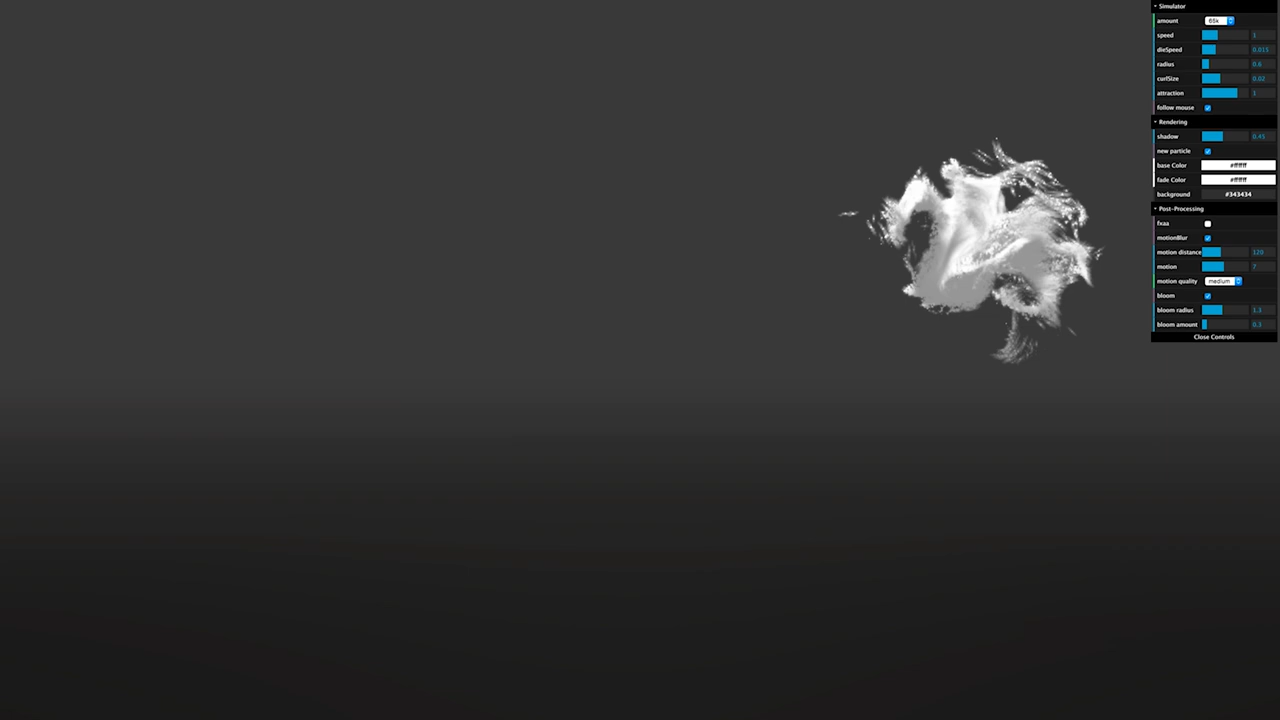 Simulator
amount 65k
speed 1
dieSpeed 0.015
radius 0.6
curlSize 0.02
attraction 1
follow mouse
Rendering
shadow 0.45
new particle
base Color #ffffff
fade Color #ffffff
background #343434
Post-Processing
fxaa
motionBlur
motion distance 120
motion 7
motion quality medium
bloom
bloom radius 1.3
bloom amount 0.3
Close Controls